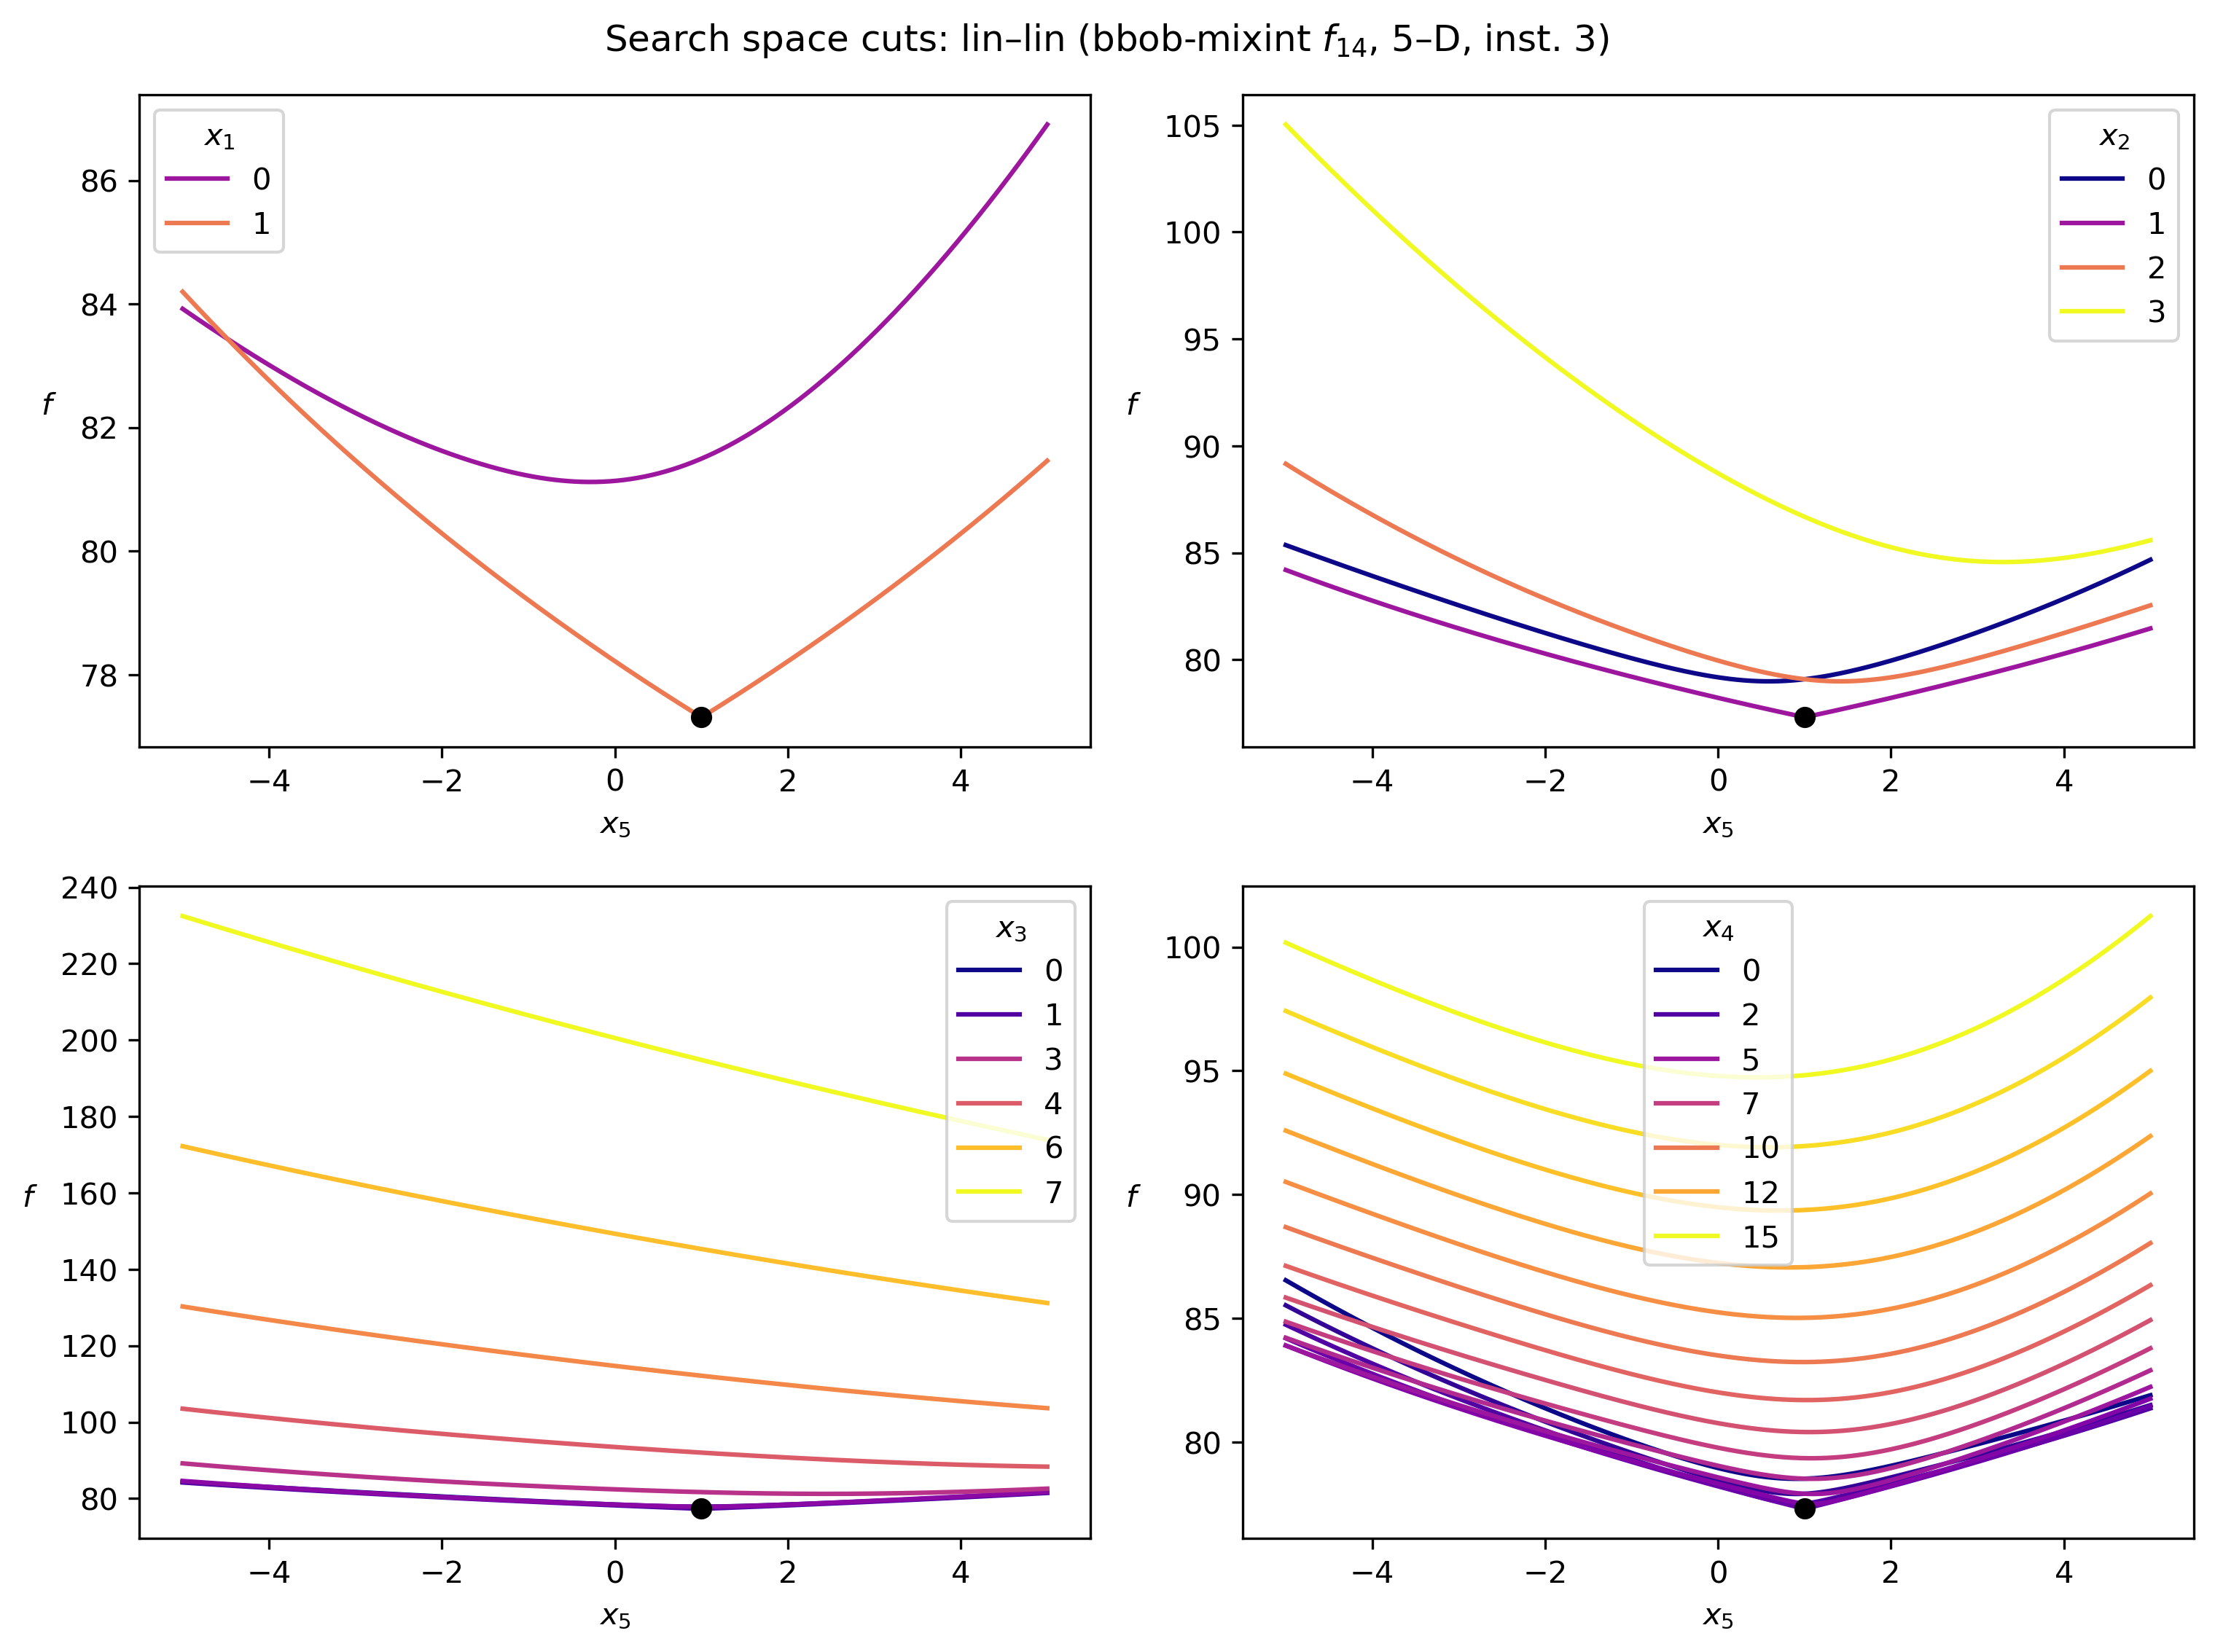 Search space cuts: lin–lin (bbob-mixint f14, 5–D, inst. 3)
x1
0
1
86
84
82
80
78
f
−4 −2 0 2 4
x5
x2
0
1
2
3
105
100
95
90
85
80
f
−4 −2 0 2 4
x5
x3
0
1
3
4
6
7
240
220
200
180
160
140
120
100
80
f
−4 −2 0 2 4
x5
x4
0
2
5
7
10
12
15
100
95
90
85
80
f
−4 −2 0 2 4
x5